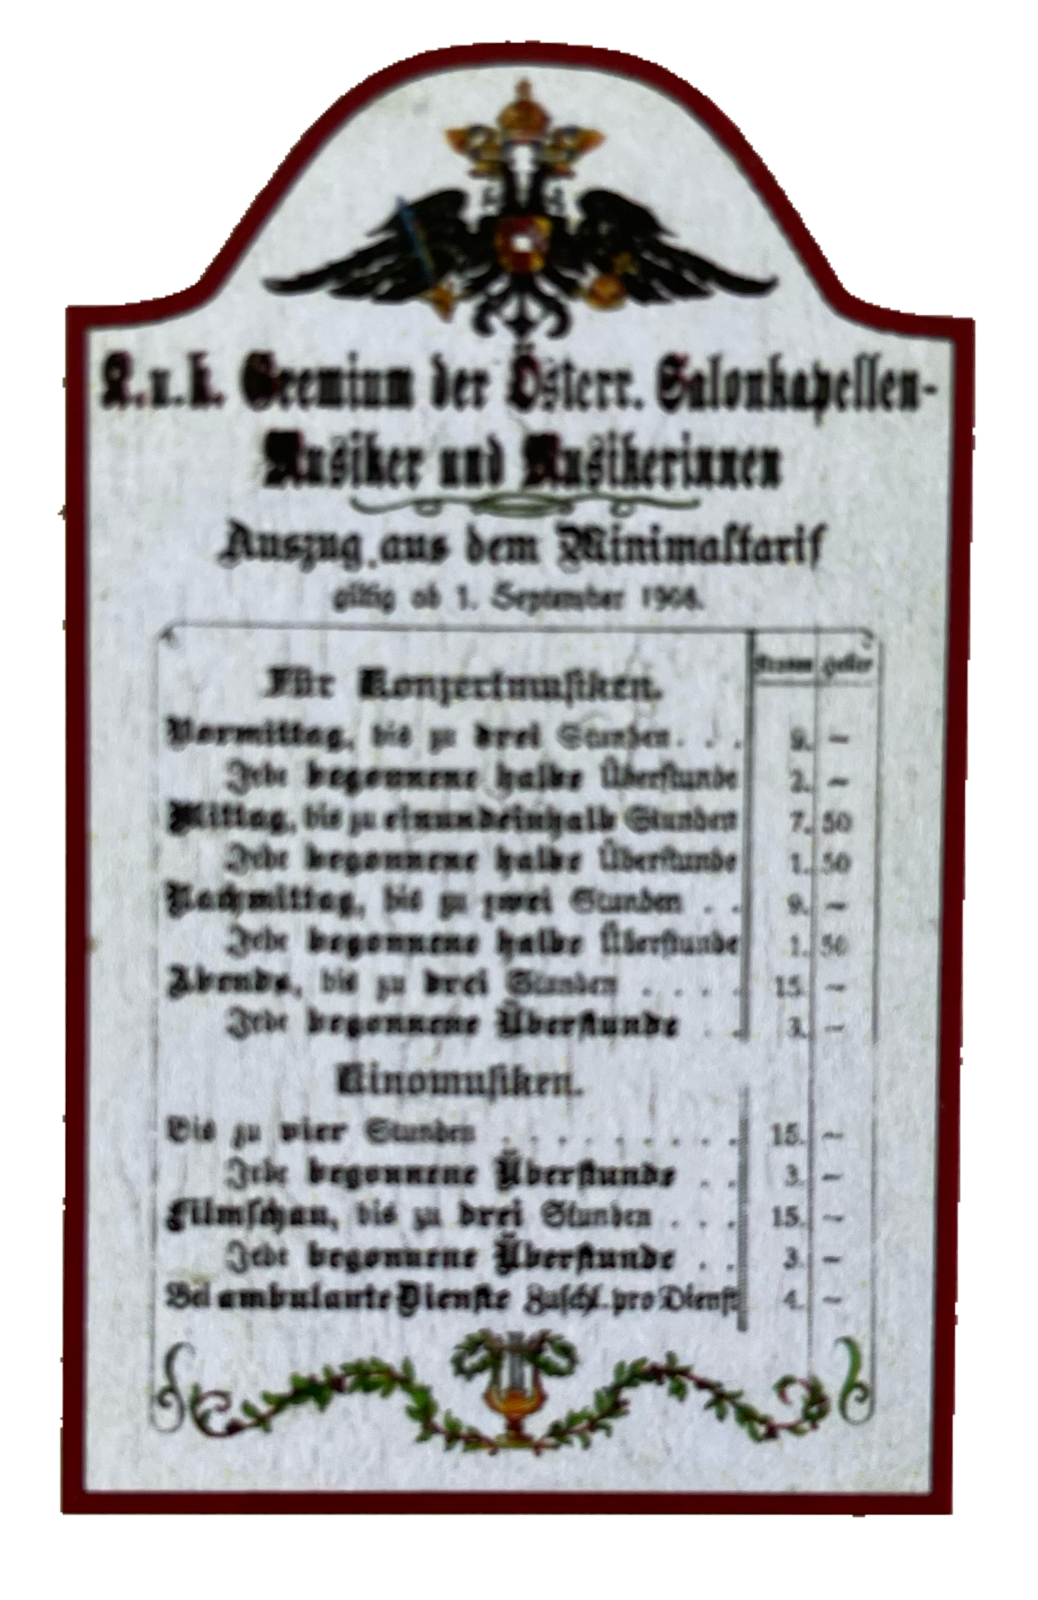 K.u.k. Gremium der Österr. Salonkapellen-
Musiker und Musikerinnen
Auszug aus dem Minimaltarif
gültig ab 1. September 1908.
Kronen Heller
Für Konzertmusiken.
Vormittag, bis zu drei Stunden. . . 9. —
Jede begonnene halbe Überstunde 2. —
Mittag, bis zu einundeinhalb Stunden 7. 50
Jede begonnene halbe Überstunde 1. 50
Nachmittag, bis zu zwei Stunden . . 9. —
Jede begonnene halbe Überstunde 1. 50
Abends, bis zu drei Stunden . . . . 15. —
Jede begonnene Überstunde . . 3. —
Kinomusiken.
Bis zu vier Stunden . . . . . . . . . 15. —
Jede begonnene Überstunde . . 3. —
Filmschau, bis zu drei Stunden . . . 15. —
Jede begonnene Überstunde . . 3. —
Bei ambulante Dienste Zuschl. pro Dienst 4. —